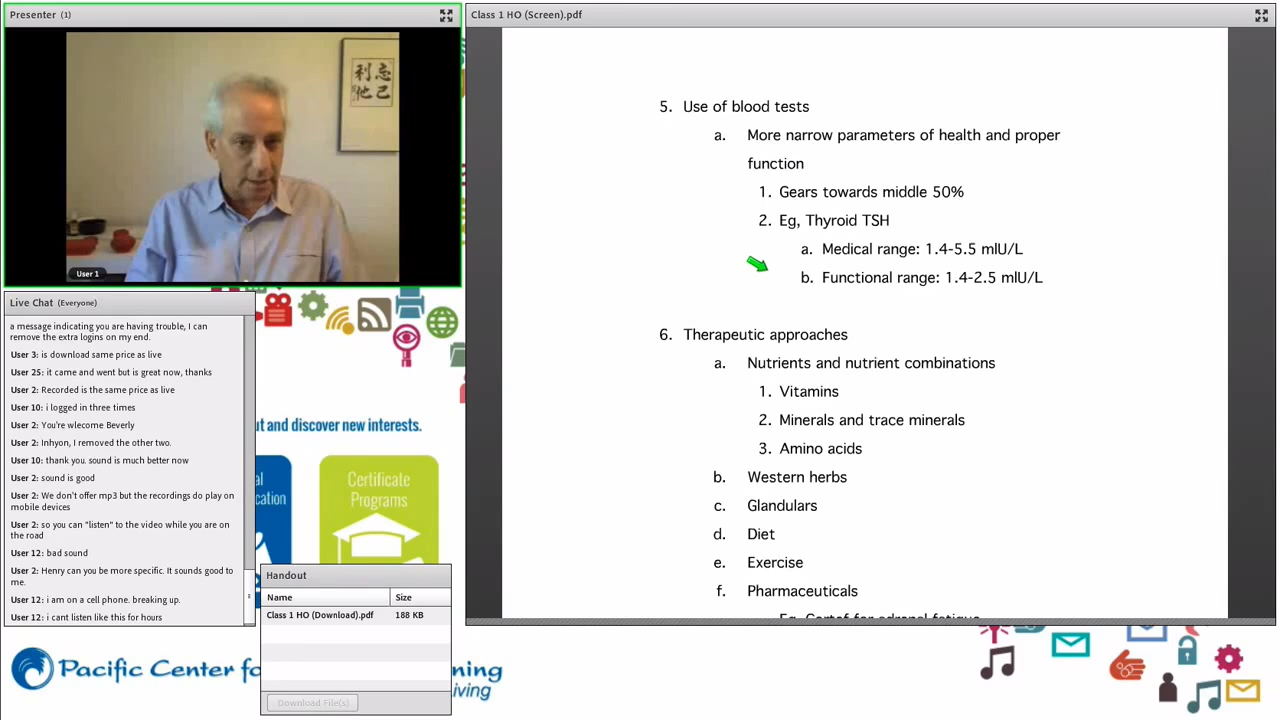 Presenter (1)
利忘
他己
User 1
Live Chat (Everyone)
a message indicating you are having trouble, I can
remove the extra logins on my end.
User 3: is download same price as live
User 25: it came and went but is great now, thanks
User 2: Recorded is the same price as live
User 10: i logged in three times
User 2: You're wlecome Beverly
User 2: Inhyon, I removed the other two.
User 10: thank you. sound is much better now
User 2: sound is good
User 2: We don't offer mp3 but the recordings do play on
mobile devices
User 2: so you can "listen" to the video while you are on
the road
User 12: bad sound
User 2: Henry can you be more specific. It sounds good to
me.
User 12: i am on a cell phone. breaking up.
User 12: i cant listen like this for hours
ut and discover new interests.
Certificate
Programs
Handout
Name Size
Class 1 HO (Download).pdf 188 KB
Download File(s)
Pacific Center fo
ning
iving
Class 1 HO (Screen).pdf
5. Use of blood tests
a. More narrow parameters of health and proper
function
1. Gears towards middle 50%
2. Eg, Thyroid TSH
a. Medical range: 1.4-5.5 mlU/L
b. Functional range: 1.4-2.5 mlU/L
6. Therapeutic approaches
a. Nutrients and nutrient combinations
1. Vitamins
2. Minerals and trace minerals
3. Amino acids
b. Western herbs
c. Glandulars
d. Diet
e. Exercise
f. Pharmaceuticals
Eg. Cortef for adrenal fatigue